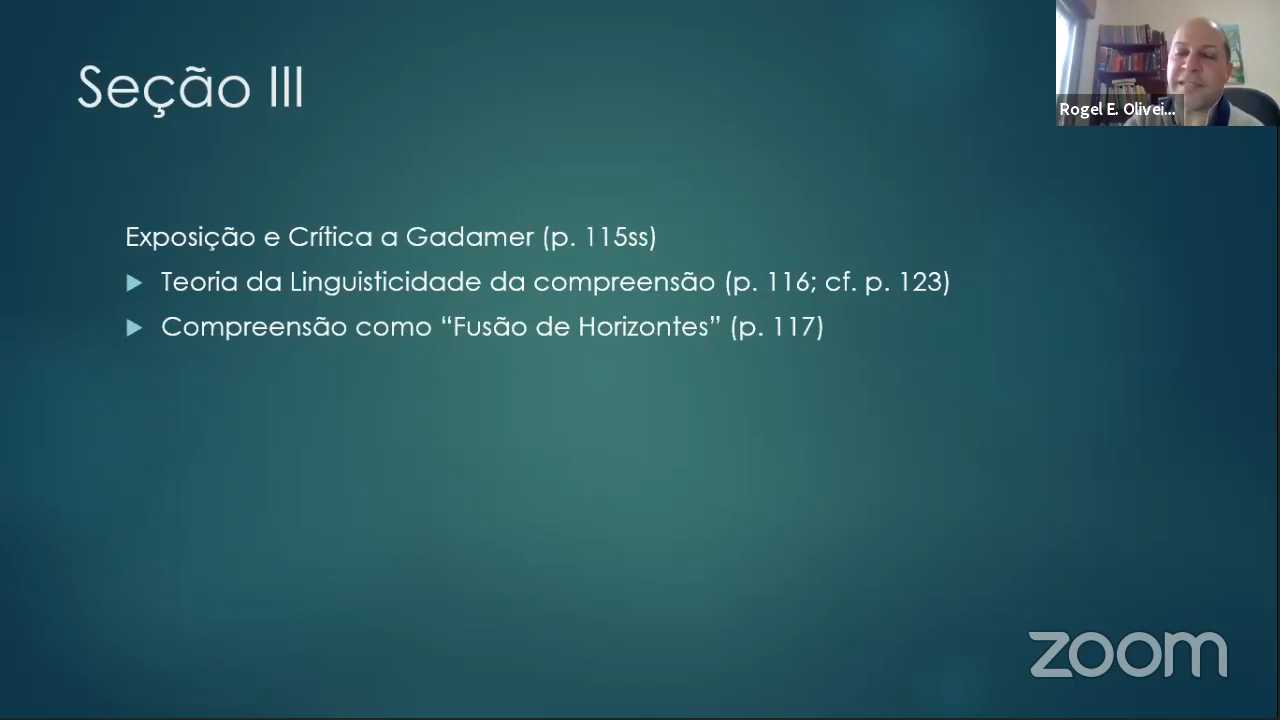 Seção III
Rogel E. Olivei...
Exposição e Crítica a Gadamer (p. 115ss)
Teoria da Linguisticidade da compreensão (p. 116; cf. p. 123)
Compreensão como “Fusão de Horizontes” (p. 117)
zoom